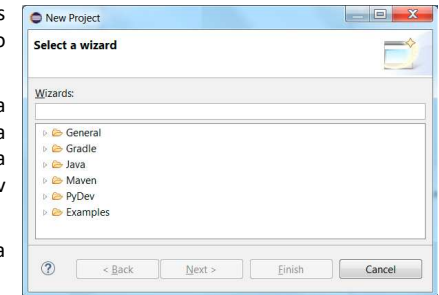 New Project
Select a wizard
Wizards:
General
Gradle
Java
Maven
PyDev
Examples
< Back
Next >
Finish
Cancel